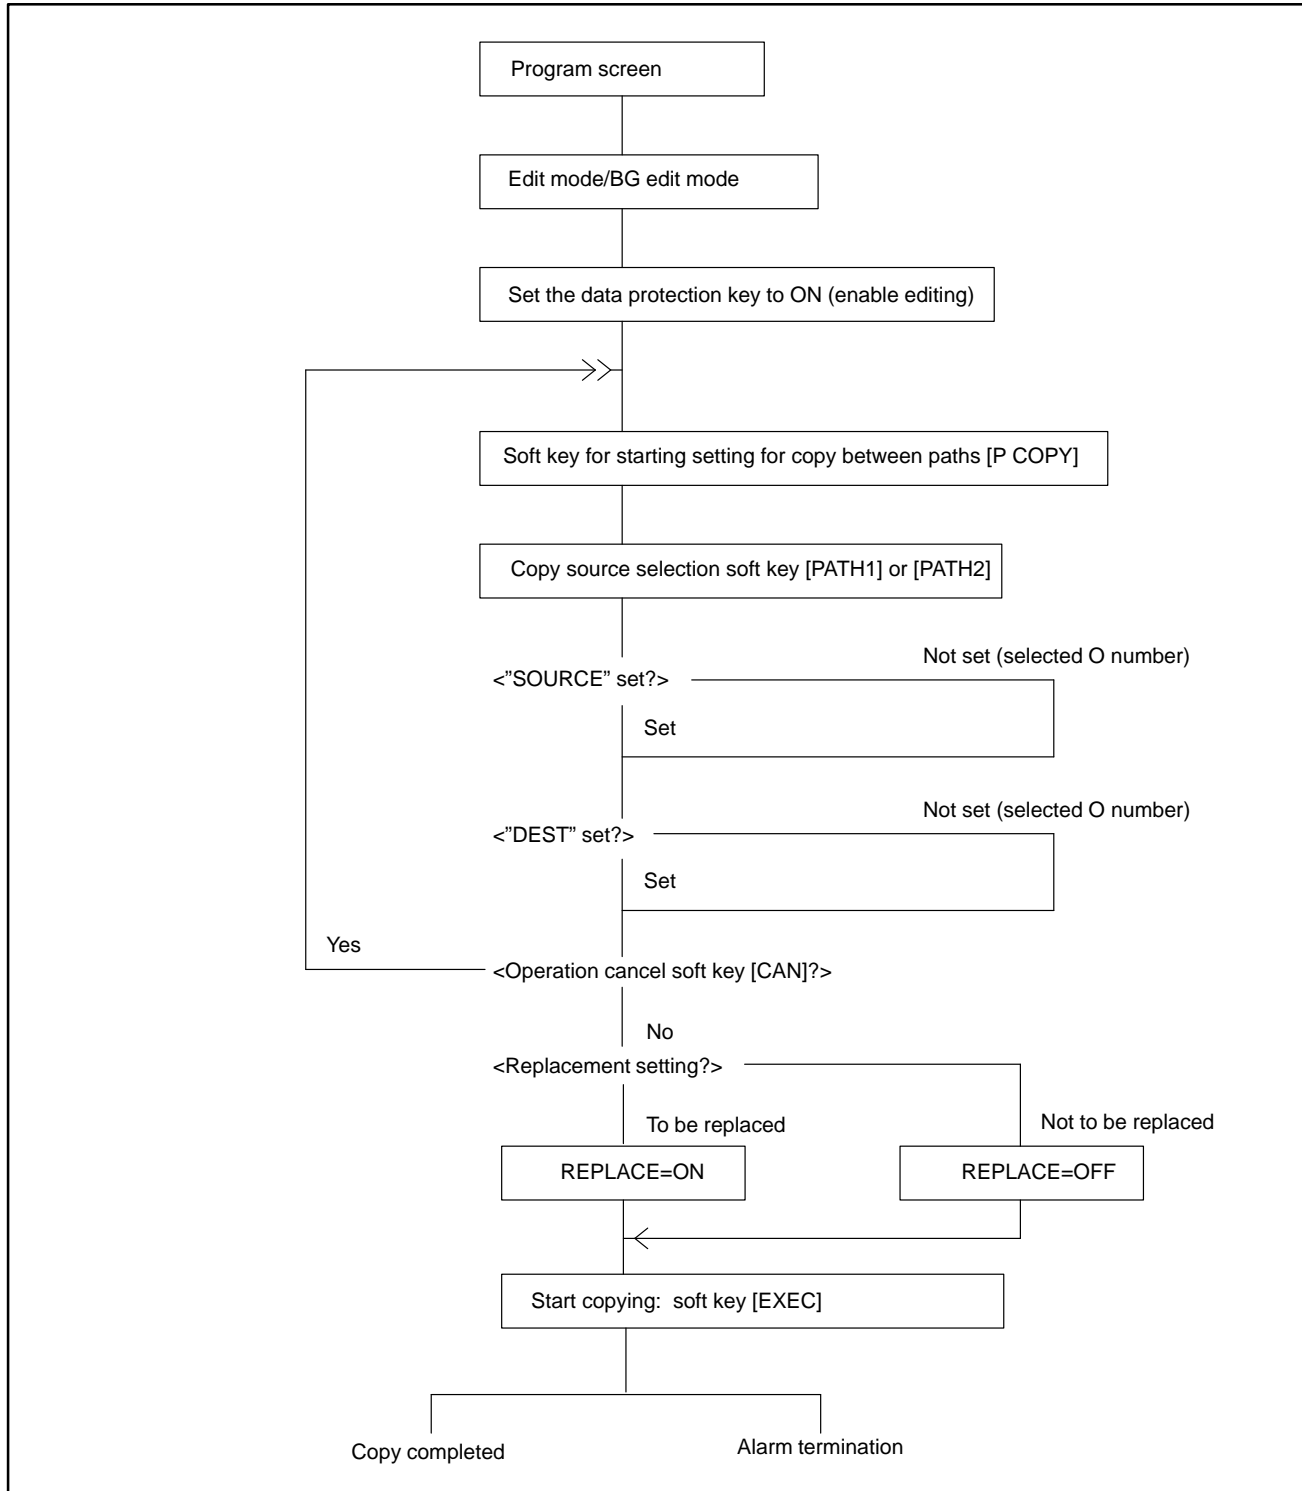 Program screen
Edit mode/BG edit mode
Set the data protection key to ON (enable editing)
Soft key for starting setting for copy between paths [P COPY]
Copy source selection soft key [PATH1] or [PATH2]
Not set (selected O number)
<”SOURCE” set?>
Set
Not set (selected O number)
<”DEST” set?>
Set
Yes
<Operation cancel soft key [CAN]?>
No
<Replacement setting?>
To be replaced
Not to be replaced
REPLACE=ON
REPLACE=OFF
Start copying:  soft key [EXEC]
Copy completed
Alarm termination